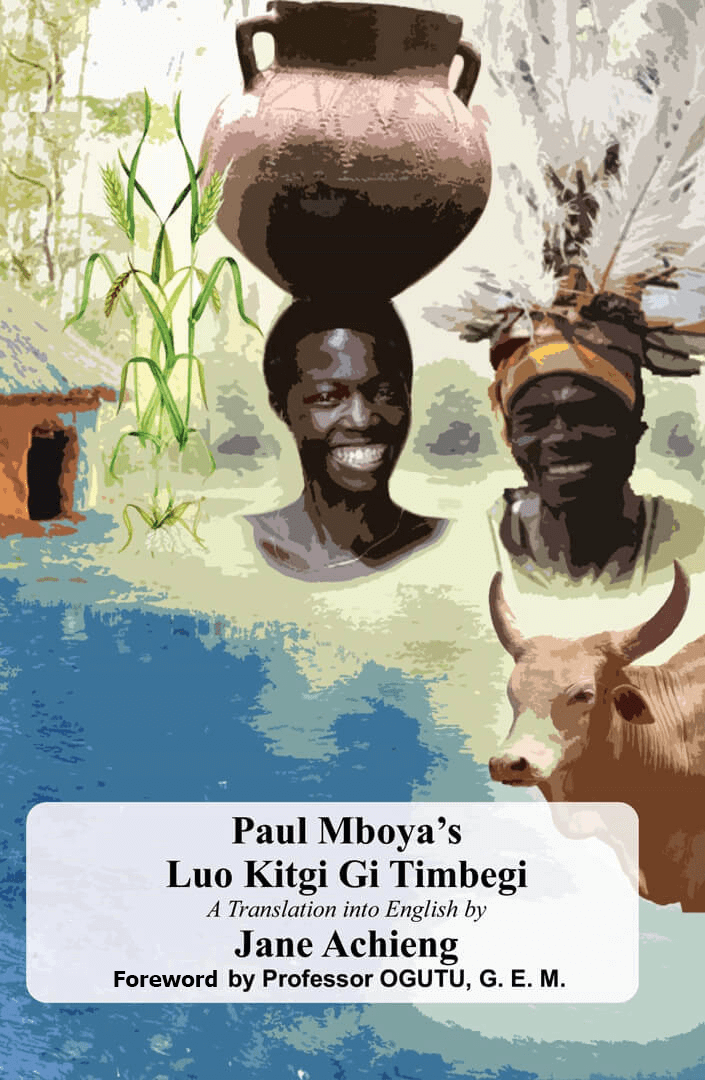 Paul Mboya's
Luo Kitgi Gi Timbegi
A Translation into English by
Jane Achieng
Foreword by Professor OGUTU, G. E. M.